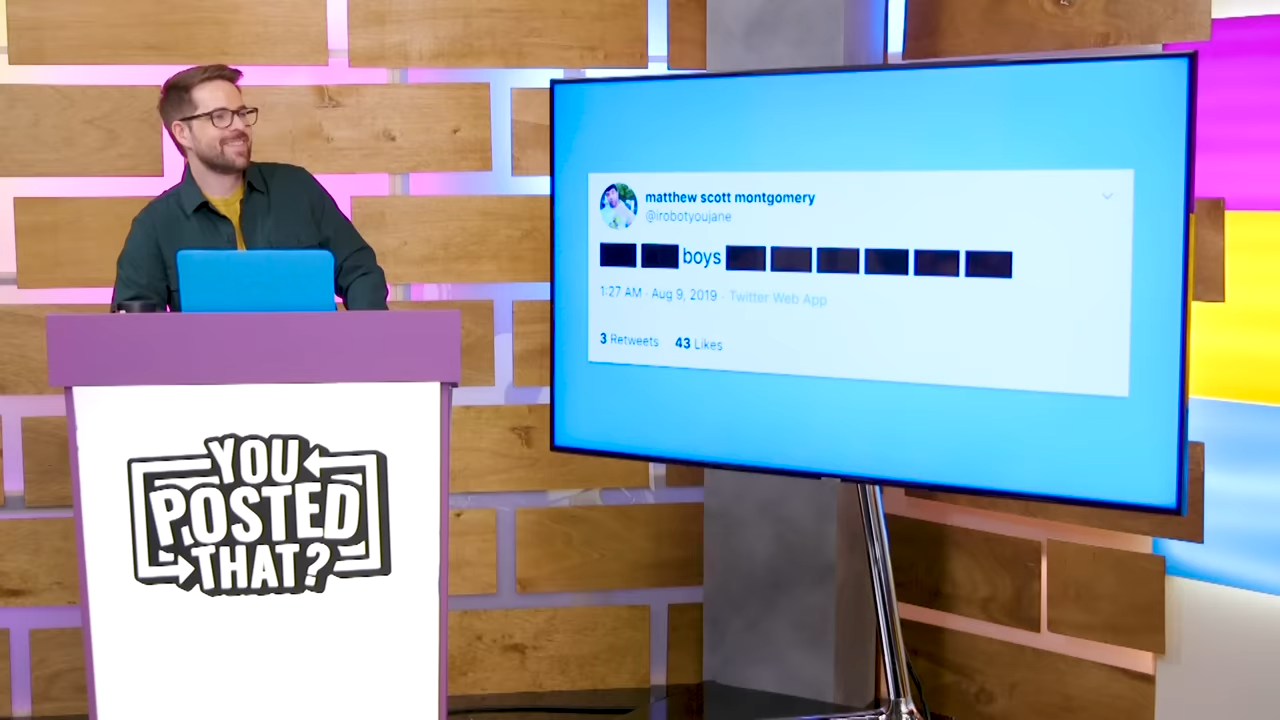 matthew scott montgomery
@irobotyoujane
boys
1:27 AM · Aug 9, 2019 · Twitter Web App
3 Retweets 43 Likes
YOU
POSTED
THAT?